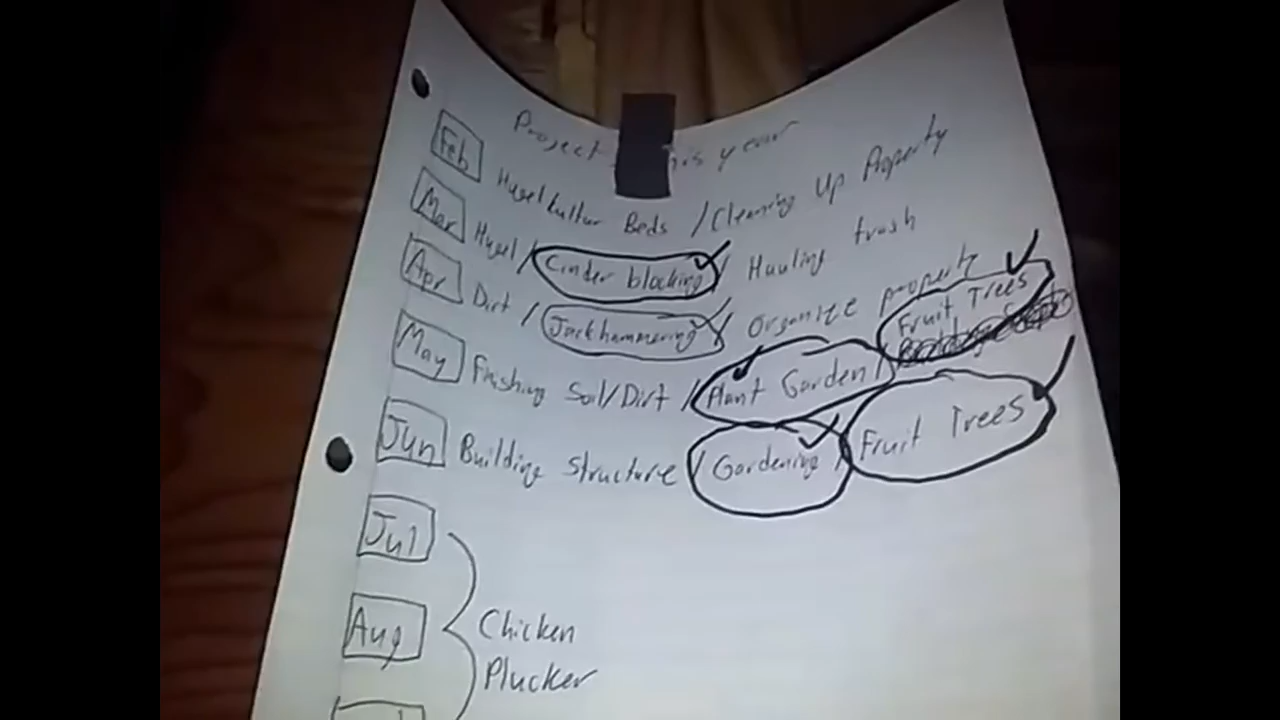 Project this year
Feb Hugelkultur Beds / Cleaning Up Property
Mar Hugel / Cinder blocking / Hauling trash
Apr Dirt / Jackhammering / Organize property
Fruit Trees
May Finishing Soil/Dirt / Plant Garden /
Jun Building Structure / Gardening / Fruit Trees
Jul
Aug
Chicken
Plucker